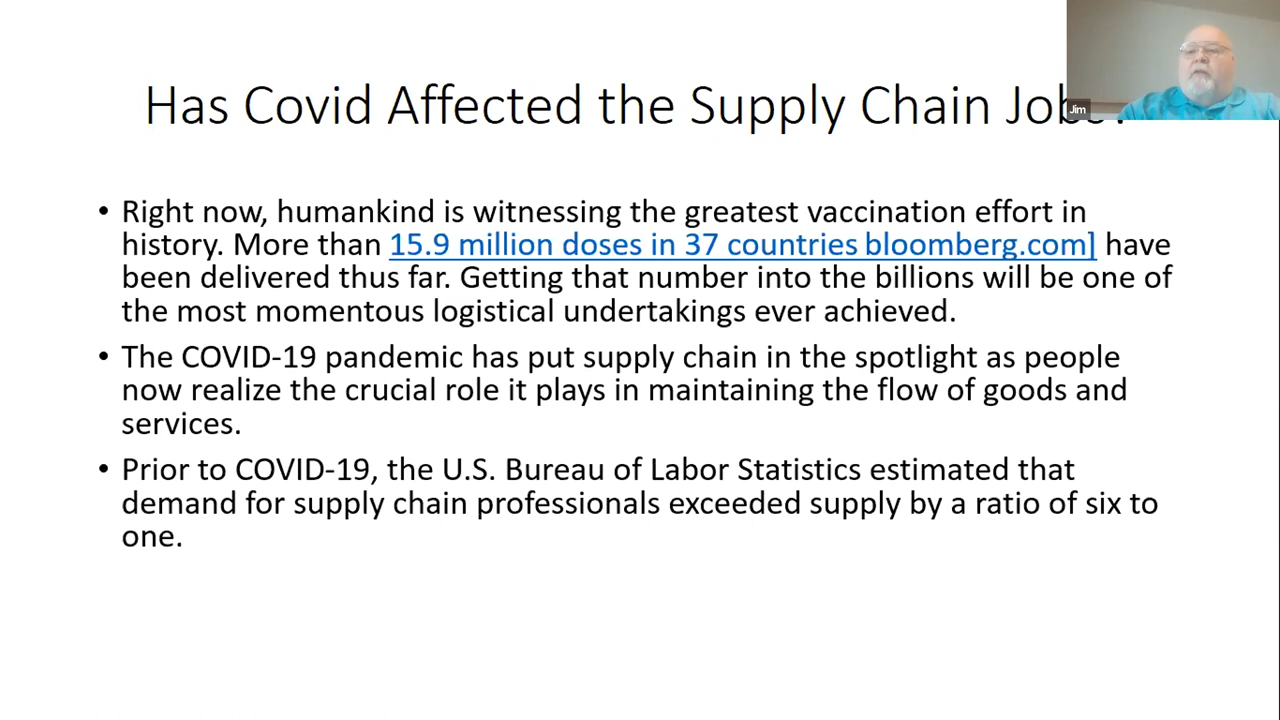 Has Covid Affected the Supply Chain Jobs?
Jim
• Right now, humankind is witnessing the greatest vaccination effort in
history. More than 15.9 million doses in 37 countries bloomberg.com] have
been delivered thus far. Getting that number into the billions will be one of
the most momentous logistical undertakings ever achieved.
• The COVID-19 pandemic has put supply chain in the spotlight as people
now realize the crucial role it plays in maintaining the flow of goods and
services.
• Prior to COVID-19, the U.S. Bureau of Labor Statistics estimated that
demand for supply chain professionals exceeded supply by a ratio of six to
one.